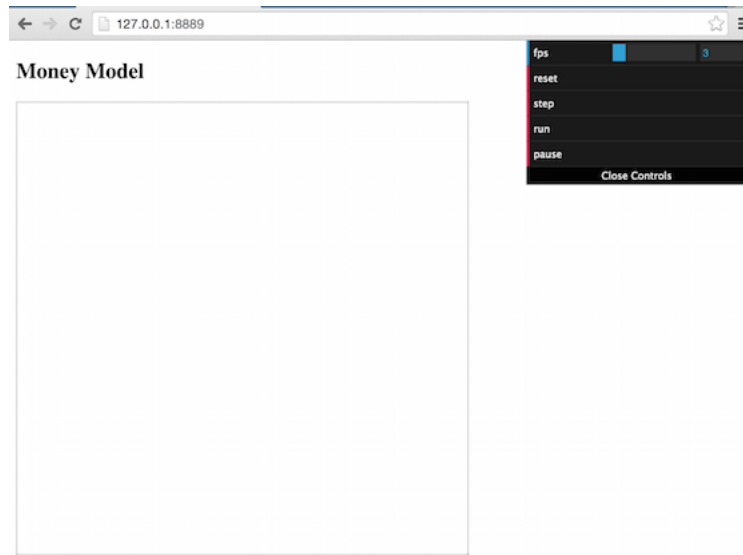 127.0.0.1:8889
Money Model
fps 3
reset
step
run
pause
Close Controls